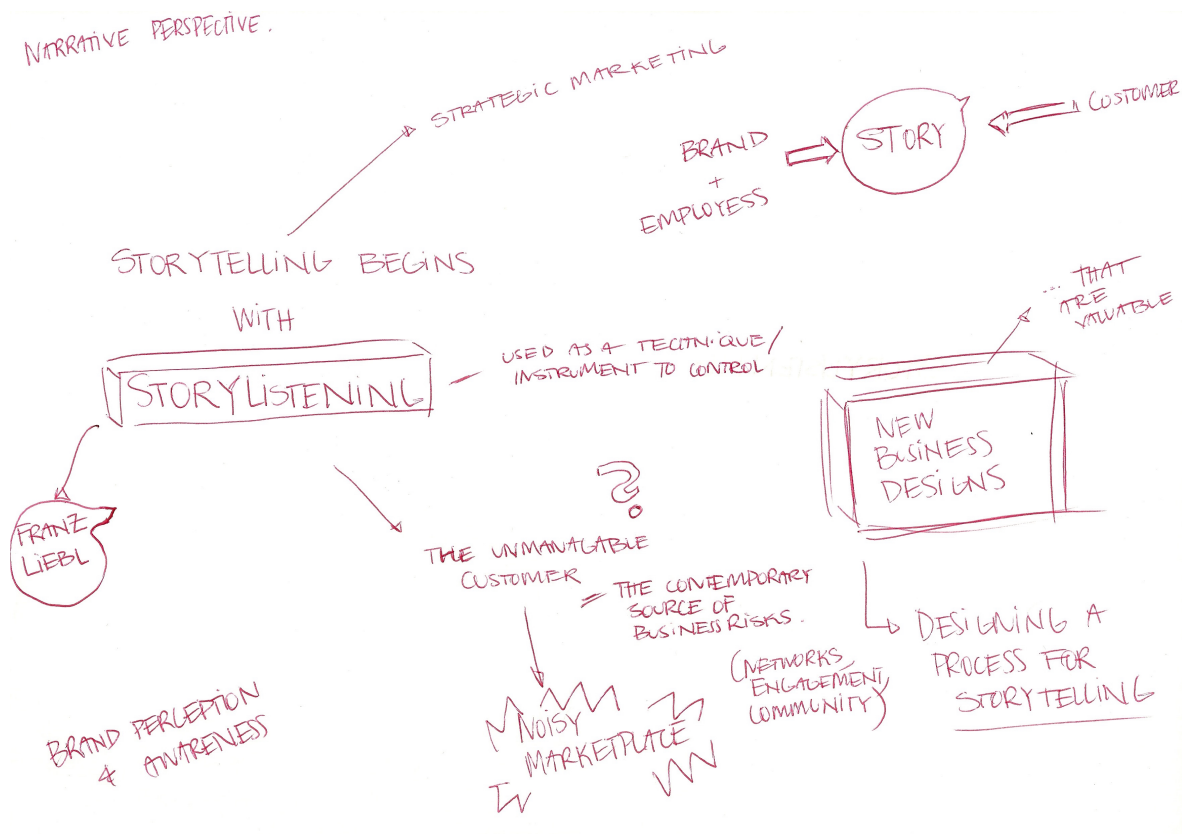 NARRATIVE PERSPECTIVE.
STRATEGIC MARKETING
BRAND
+
EMPLOYESS
STORY
CUSTOMER
STORYTELLING BEGINS
WITH
STORYLISTENING
USED AS A TECHNIQUE/
INSTRUMENT TO CONTROL
... THAT
ARE
VALUABLE
NEW
BUSINESS
DESIGNS
FRANZ
LIEBL
?
THE UNMANAGABLE
CUSTOMER
= THE CONTEMPORARY
SOURCE OF
BUSINESS RISKS.
(NETWORKS,
ENGAGEMENT,
COMMUNITY)
DESIGNING A
PROCESS FOR
STORYTELLING
NOISY
MARKETPLACE
BRAND PERCEPTION
& AWARENESS